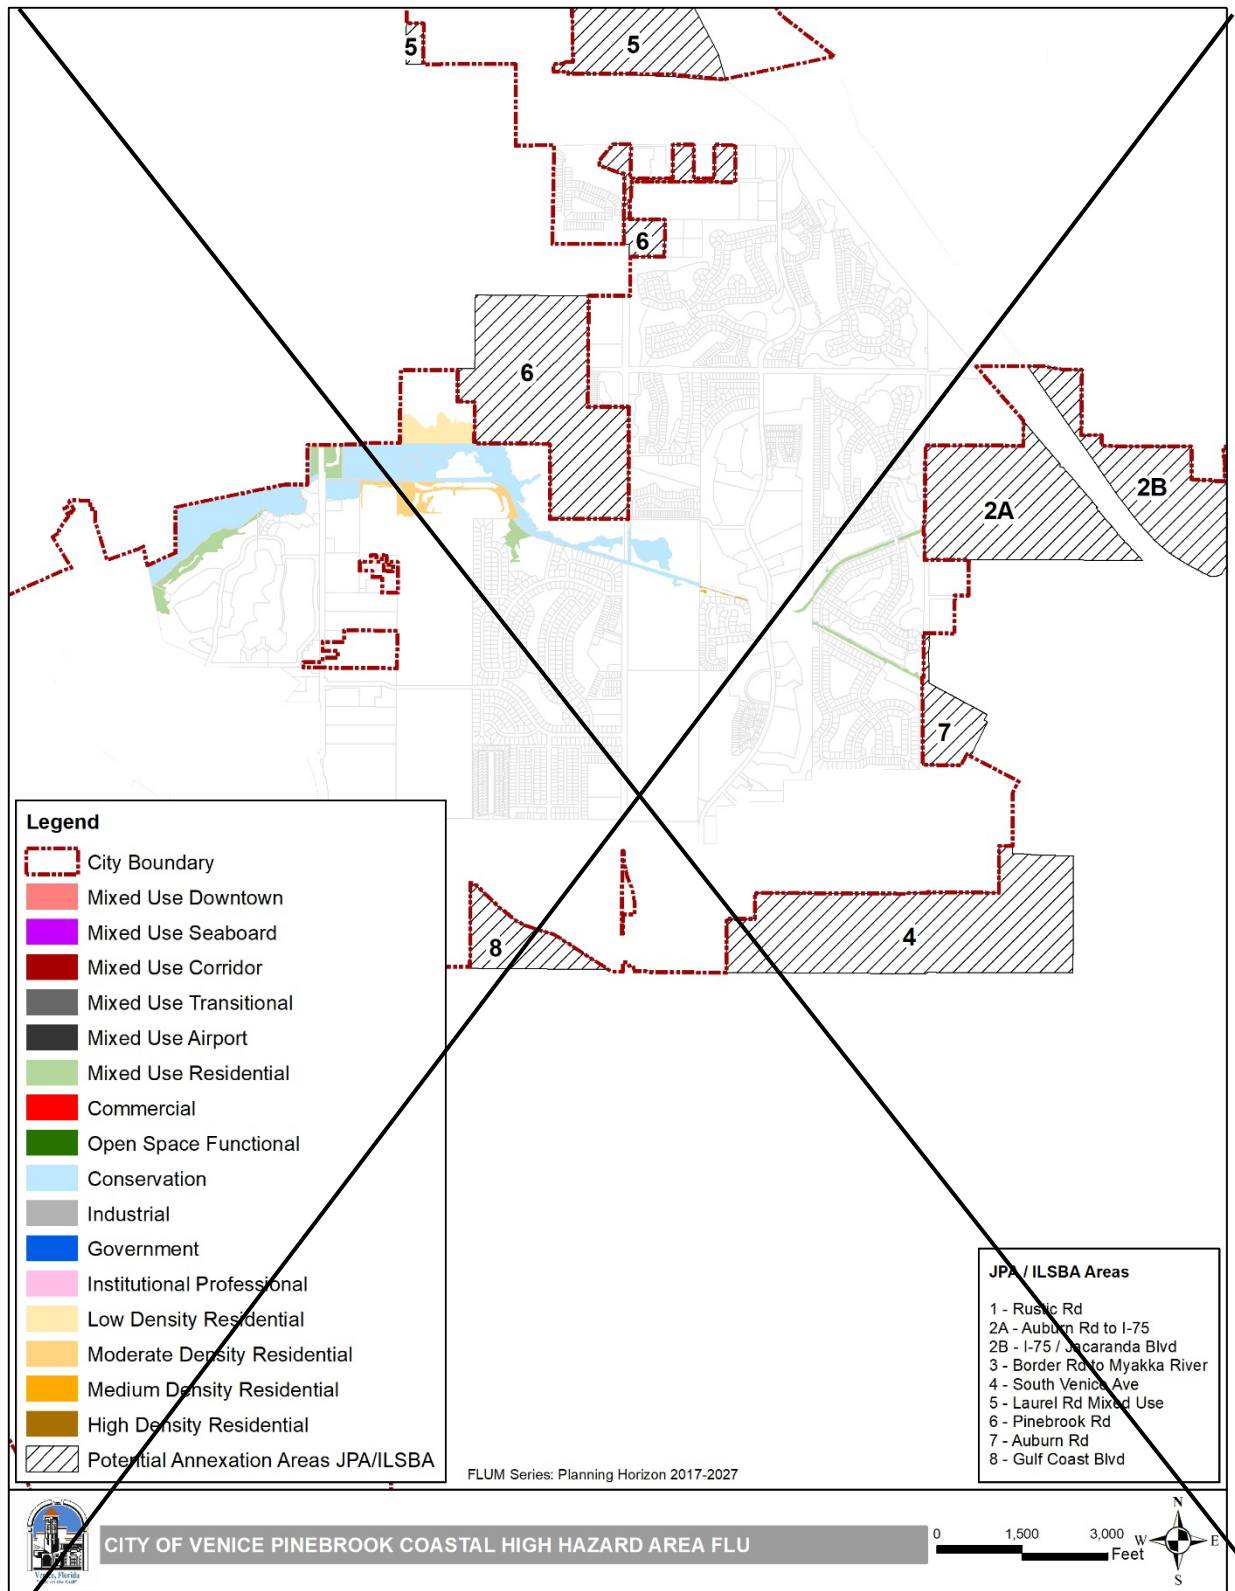 5
5
6
6
2A
2B
7
4
8
Legend
City Boundary
Mixed Use Downtown
Mixed Use Seaboard
Mixed Use Corridor
Mixed Use Transitional
Mixed Use Airport
Mixed Use Residential
Commercial
Open Space Functional
Conservation
Industrial
Government
Institutional Professional
Low Density Residential
Moderate Density Residential
Medium Density Residential
High Density Residential
Potential Annexation Areas JPA/ILSBA
FLUM Series: Planning Horizon 2017-2027
JPA / ILSBA Areas
1 - Rustic Rd
2A - Auburn Rd to I-75
2B - I-75 / Jacaranda Blvd
3 - Border Rd to Myakka River
4 - South Venice Ave
5 - Laurel Rd Mixed Use
6 - Pinebrook Rd
7 - Auburn Rd
8 - Gulf Coast Blvd
CITY OF VENICE PINEBROOK COASTAL HIGH HAZARD AREA FLU
0 1,500 3,000
Feet
N
W E
S